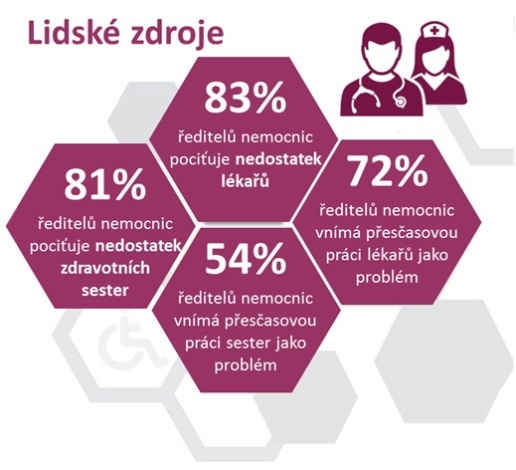 Lidské zdroje
83%
ředitelů nemocnic
pociťuje nedostatek
lékařů
81%
ředitelů nemocnic
pociťuje nedostatek
zdravotních
sester
72%
ředitelů nemocnic
vnímá přesčasovou
práci lékařů jako
problém
54%
ředitelů nemocnic
vnímá přesčasovou
práci sester jako
problém